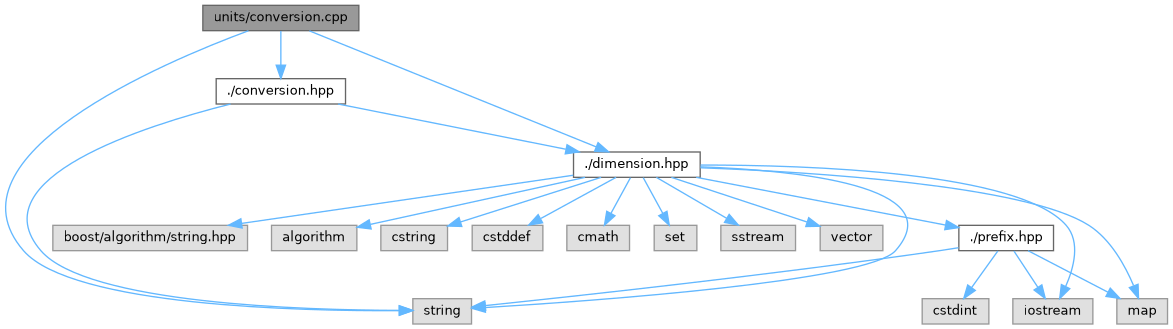 units/conversion.cpp
./conversion.hpp
./dimension.hpp
boost/algorithm/string.hpp
algorithm
cstring
cstddef
cmath
set
sstream
vector
./prefix.hpp
string
cstdint
iostream
map